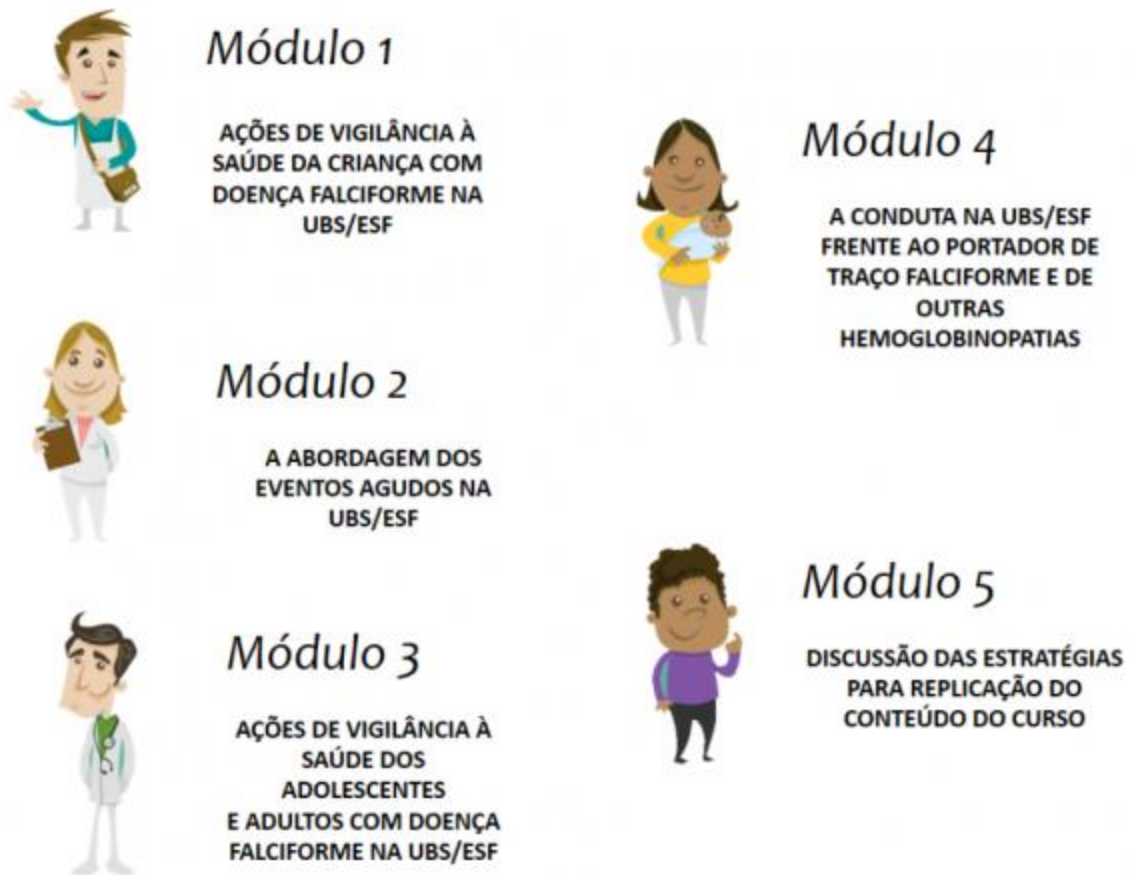 Módulo 1
AÇÕES DE VIGILÂNCIA À
SAÚDE DA CRIANÇA COM
DOENÇA FALCIFORME NA
UBS/ESF
Módulo 2
A ABORDAGEM DOS
EVENTOS AGUDOS NA
UBS/ESF
Módulo 3
AÇÕES DE VIGILÂNCIA À
SAÚDE DOS
ADOLESCENTES
E ADULTOS COM DOENÇA
FALCIFORME NA UBS/ESF
Módulo 4
A CONDUTA NA UBS/ESF
FRENTE AO PORTADOR DE
TRAÇO FALCIFORME E DE
OUTRAS
HEMOGLOBINOPATIAS
Módulo 5
DISCUSSÃO DAS ESTRATÉGIAS
PARA REPLICAÇÃO DO
CONTEÚDO DO CURSO